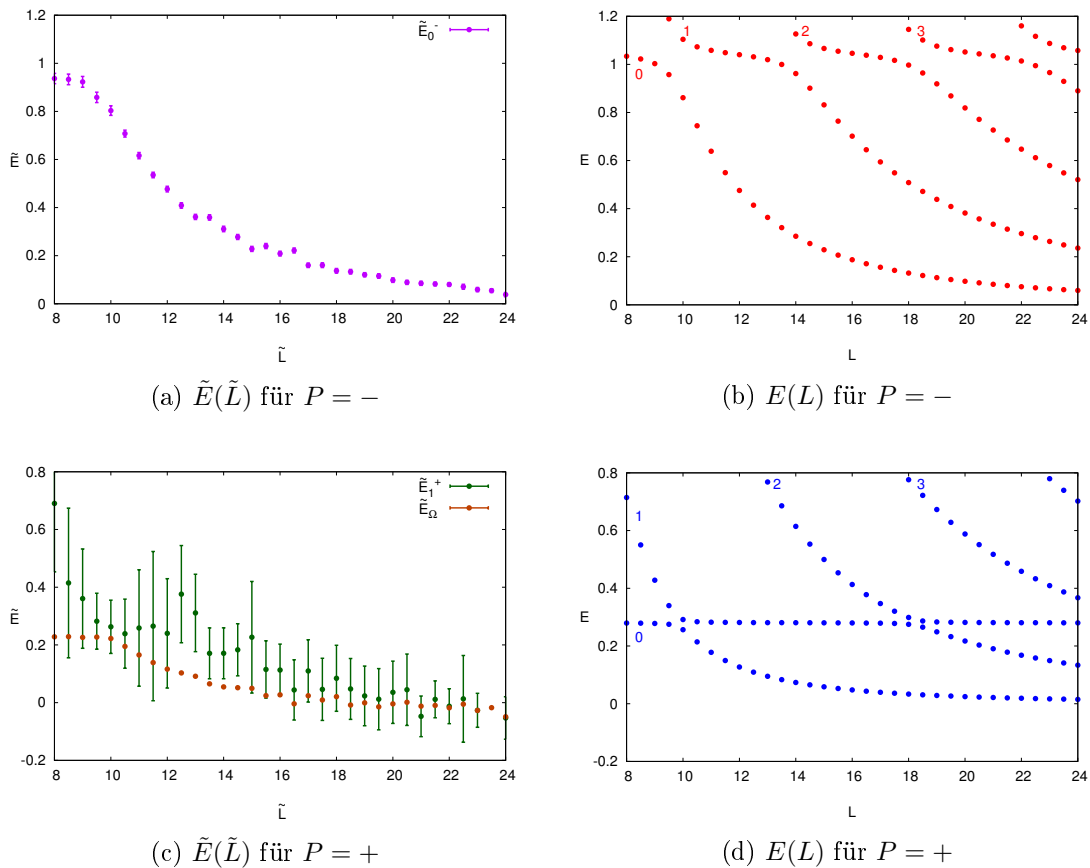 1.2
1
0.8
0.6
0.4
0.2
0
8 10 12 14 16 18 20 22 24
Ẽ
L̃
Ẽ₀⁻
(a) Ẽ(L̃) für P = −
1.2
1
0.8
0.6
0.4
0.2
0
8 10 12 14 16 18 20 22 24
E
L
0
1
2
3
(b) E(L) für P = −
0.8
0.6
0.4
0.2
0
-0.2
8 10 12 14 16 18 20 22 24
Ẽ
L̃
Ẽ₁⁺
Ẽ_Ω
(c) Ẽ(L̃) für P = +
0.8
0.6
0.4
0.2
0
-0.2
8 10 12 14 16 18 20 22 24
E
L
1
0
2
3
(d) E(L) für P = +